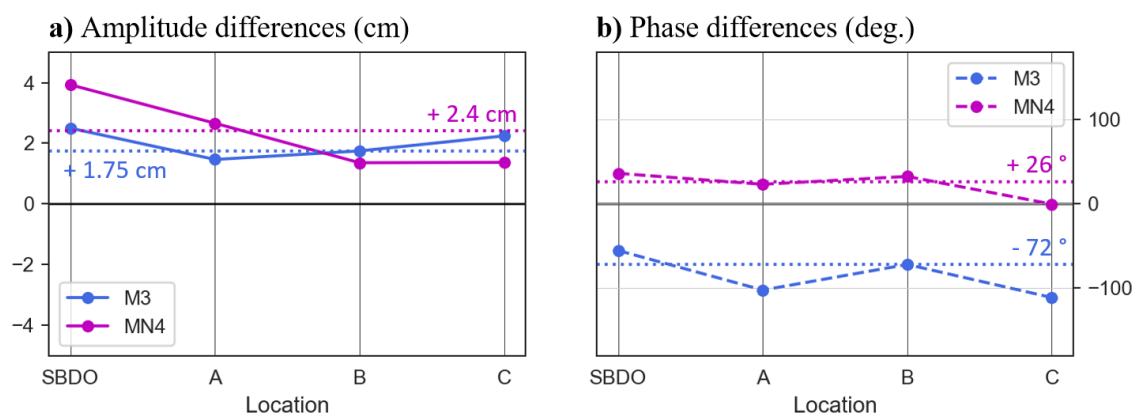 a) Amplitude differences (cm)
4
2
0
−2
−4
+ 2.4 cm
+ 1.75 cm
M3
MN4
SBDO A B C
Location
b) Phase differences (deg.)
M3
MN4
100
0
−100
+ 26 °
- 72 °
SBDO A B C
Location